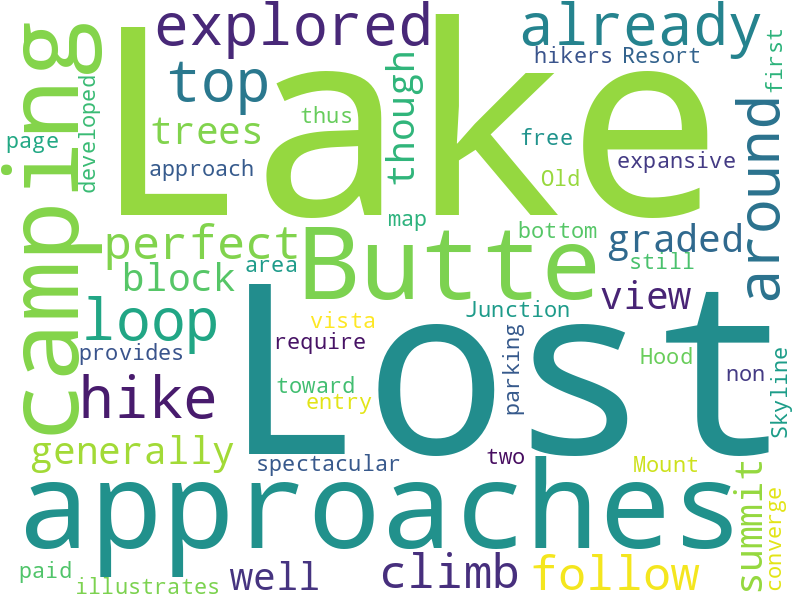 explored
already
Lake
camping
top
hikers
Resort
first
though
developed
page
trees
thus
free
approach
expansive
Old
around
map
perfect
Butte
bottom
graded
block
area
still
loop
view
Junction
vista
provides
require
parking
Hood
non
Skyline
hike
toward
entry
Lost
generally
spectacular
two
Mount
approaches
summit
converge
paid
illustrates
well
climb
follow